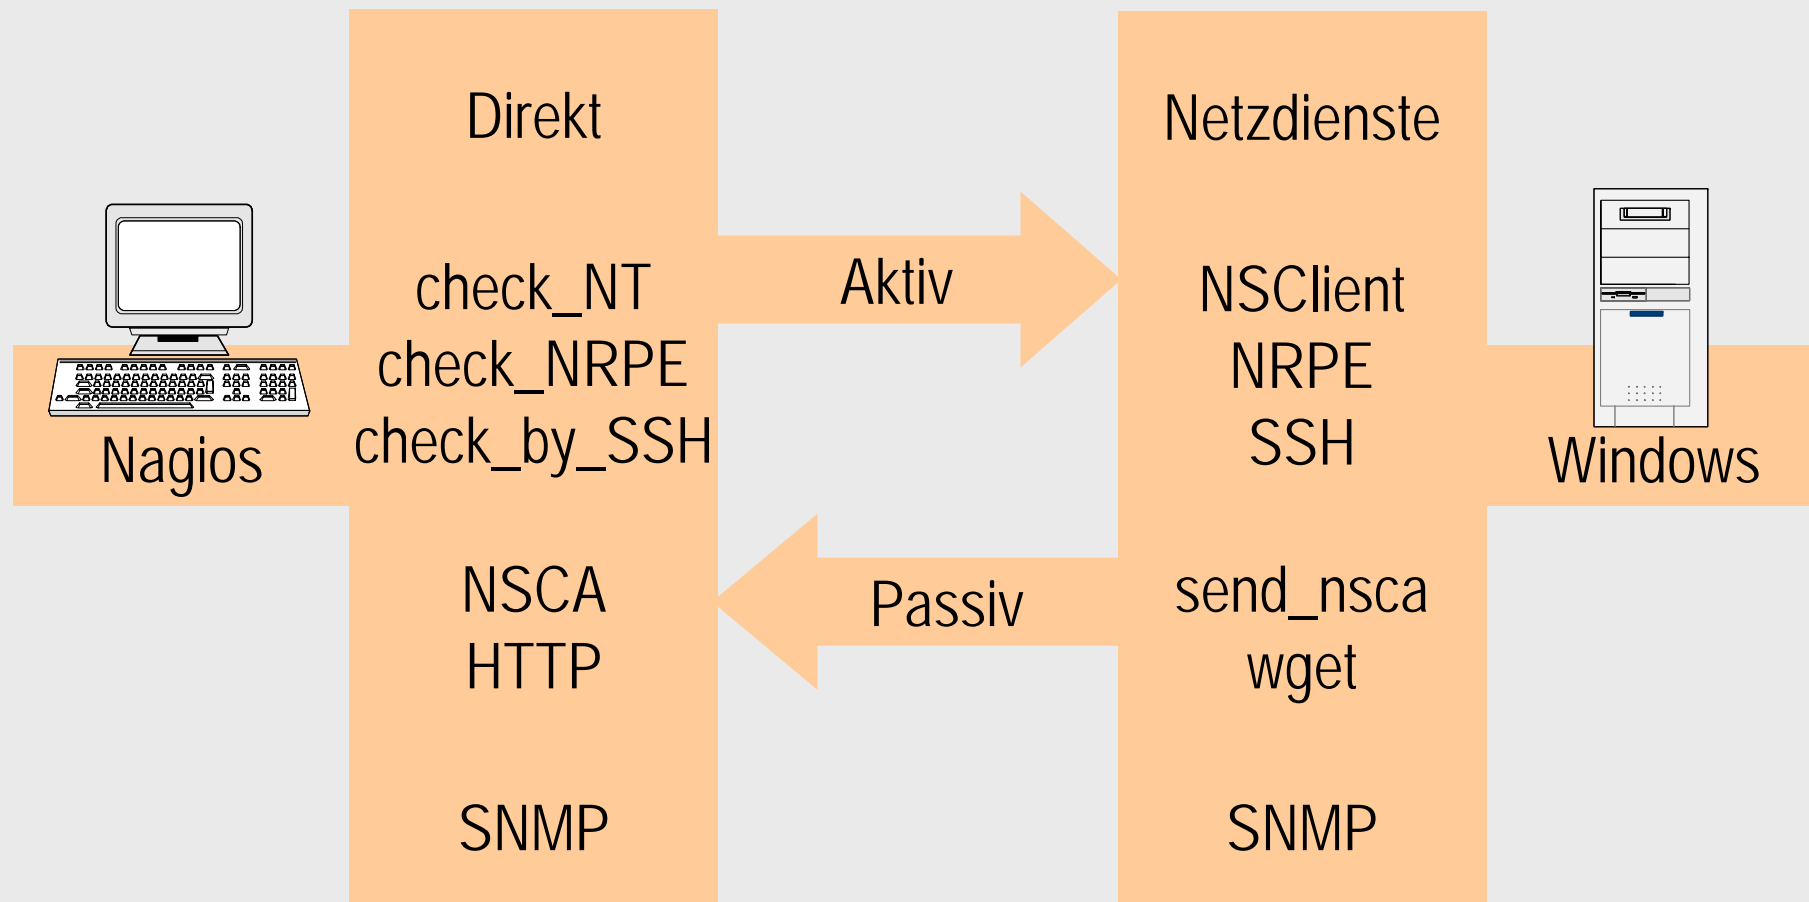 Direkt
Netzdienste
check_NT
check_NRPE
check_by_SSH
Aktiv
NSClient
NRPE
SSH
Nagios
Windows
NSCA
HTTP
Passiv
send_nsca
wget
SNMP
SNMP